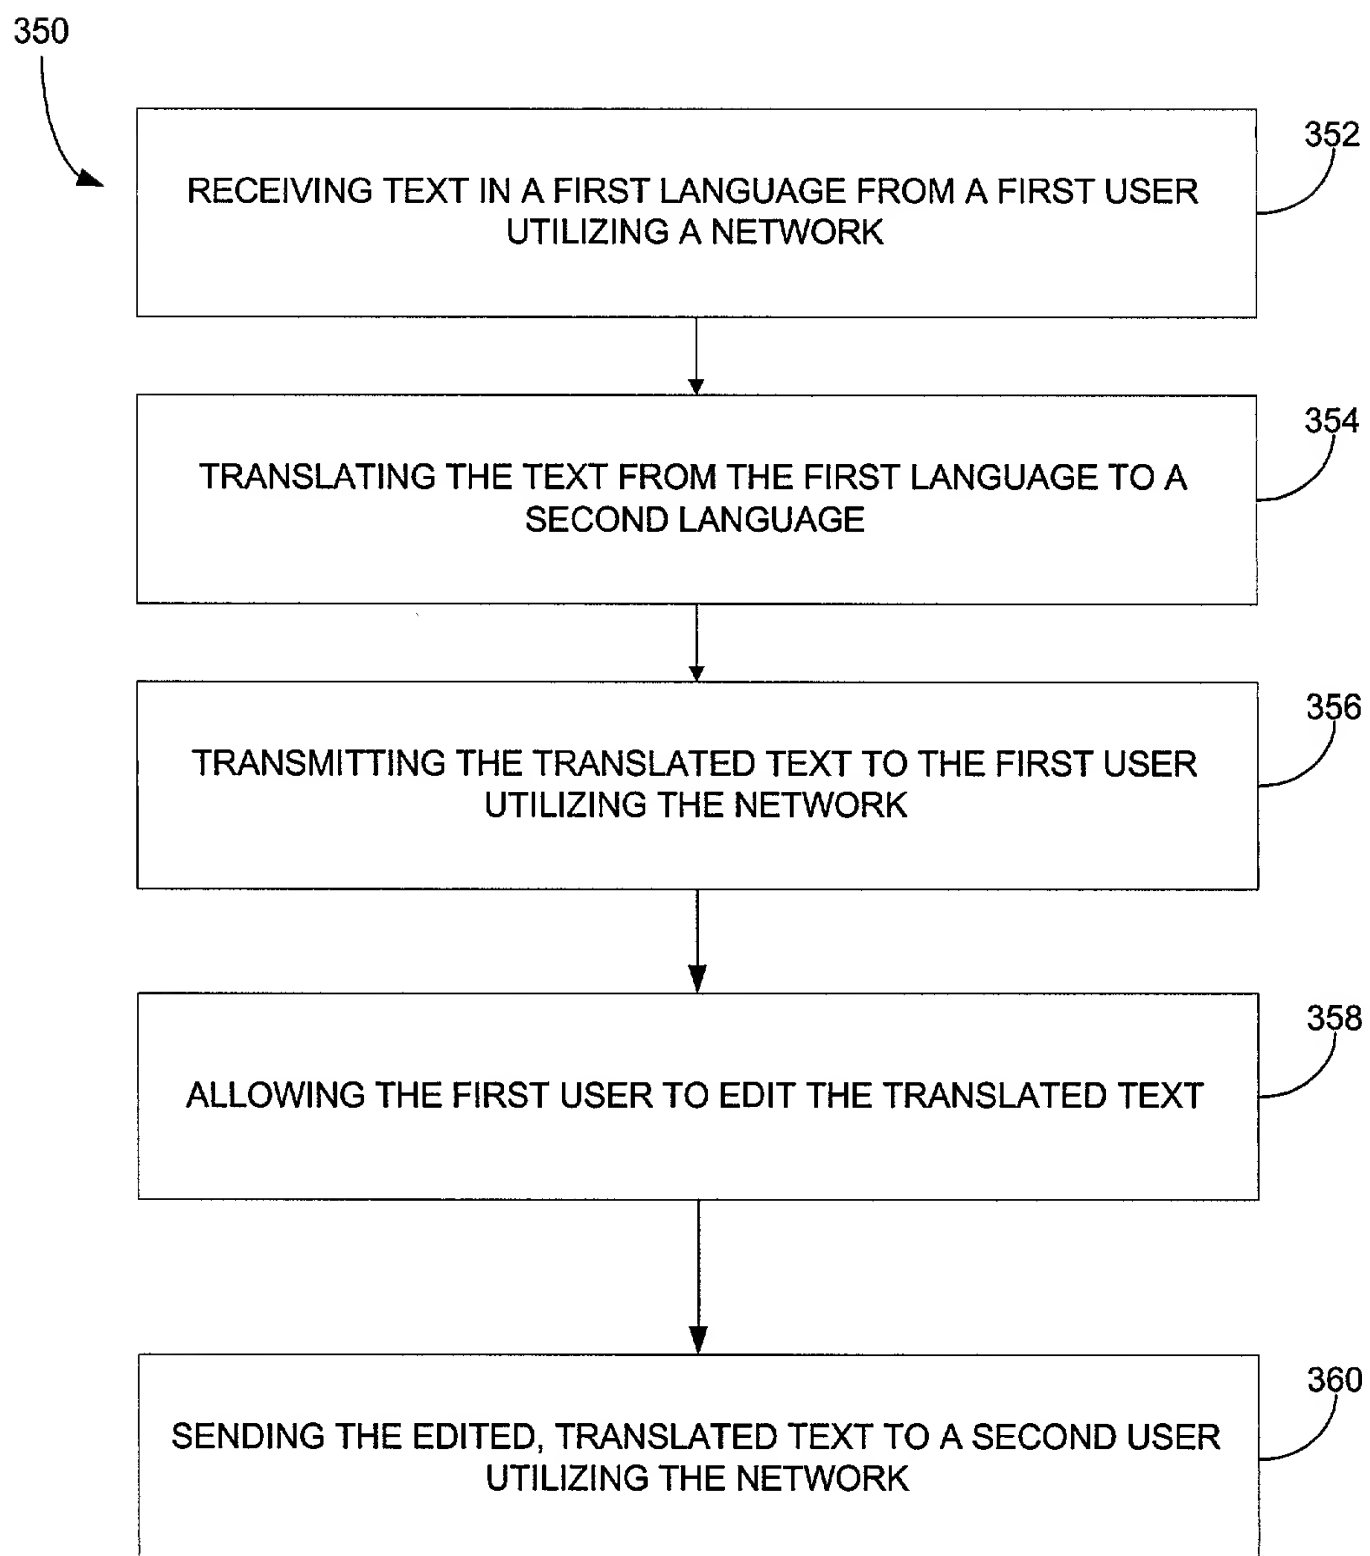 350
352
RECEIVING TEXT IN A FIRST LANGUAGE FROM A FIRST USER
UTILIZING A NETWORK
354
TRANSLATING THE TEXT FROM THE FIRST LANGUAGE TO A
SECOND LANGUAGE
356
TRANSMITTING THE TRANSLATED TEXT TO THE FIRST USER
UTILIZING THE NETWORK
358
ALLOWING THE FIRST USER TO EDIT THE TRANSLATED TEXT
360
SENDING THE EDITED, TRANSLATED TEXT TO A SECOND USER
UTILIZING THE NETWORK